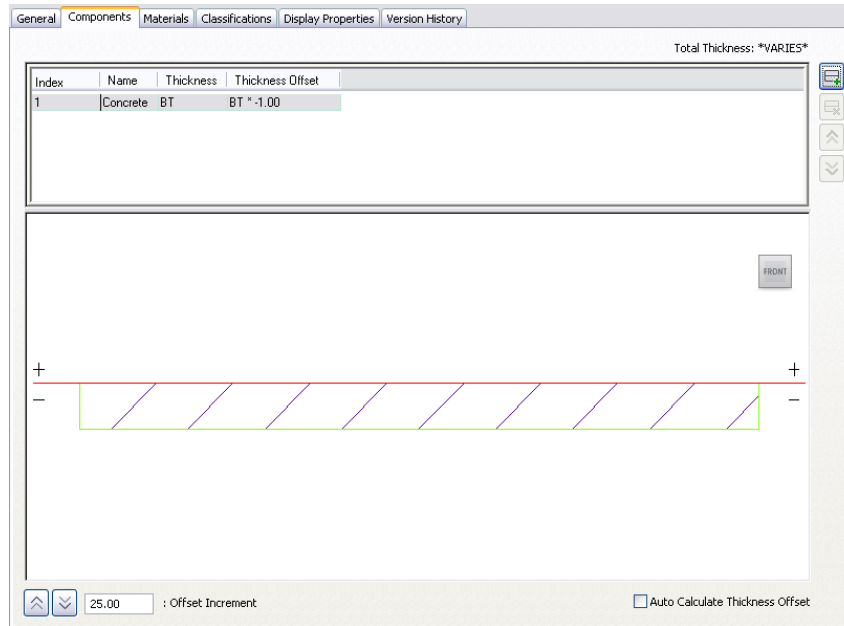 General Components Materials Classifications Display Properties Version History
Total Thickness: *VARIES*
Index Name Thickness Thickness Offset
1 Concrete BT BT * -1.00
FRONT
+ +
− −
25.00 : Offset Increment Auto Calculate Thickness Offset